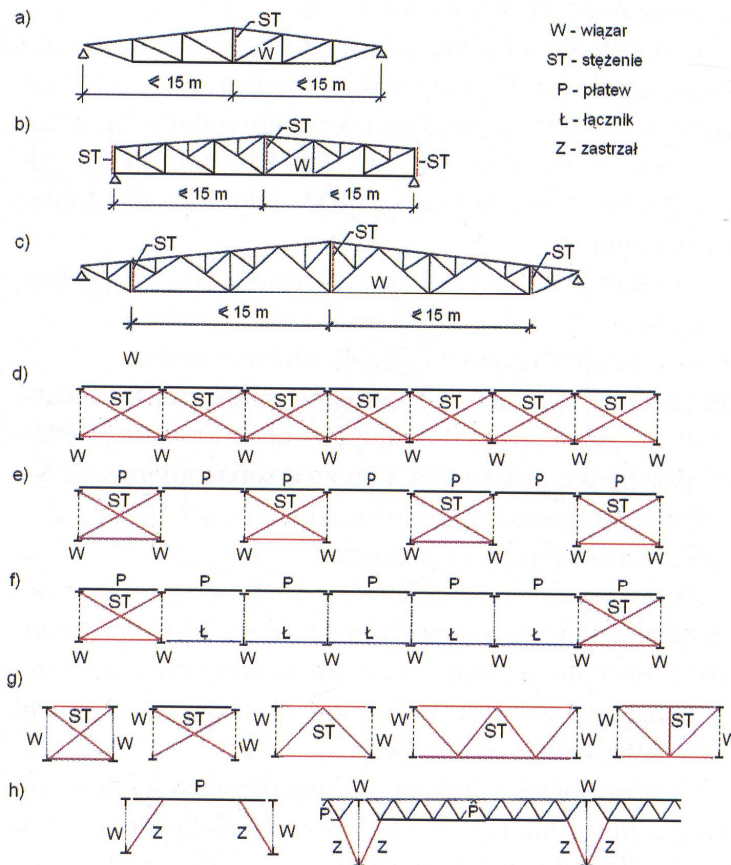 a)
ST
W
⩽ 15 m ⩽ 15 m
W - wiązar
ST - stężenie
P - płatew
Ł - łącznik
Z - zastrzał
b)
ST
ST ST
W
⩽ 15 m ⩽ 15 m
c)
ST ST ST
W
⩽ 15 m ⩽ 15 m
W
d)
ST ST ST ST ST ST ST
W W W W W W W W
e)
P P P P P P P
ST ST ST ST
W W W W W W W W
f)
P P P P P P P
ST ST
Ł Ł Ł Ł Ł
W W W W W W W W
g)
W ST W W ST W W ST W W ST W W ST W
h)
P W W
W Z Z W P P
Z Z Z Z